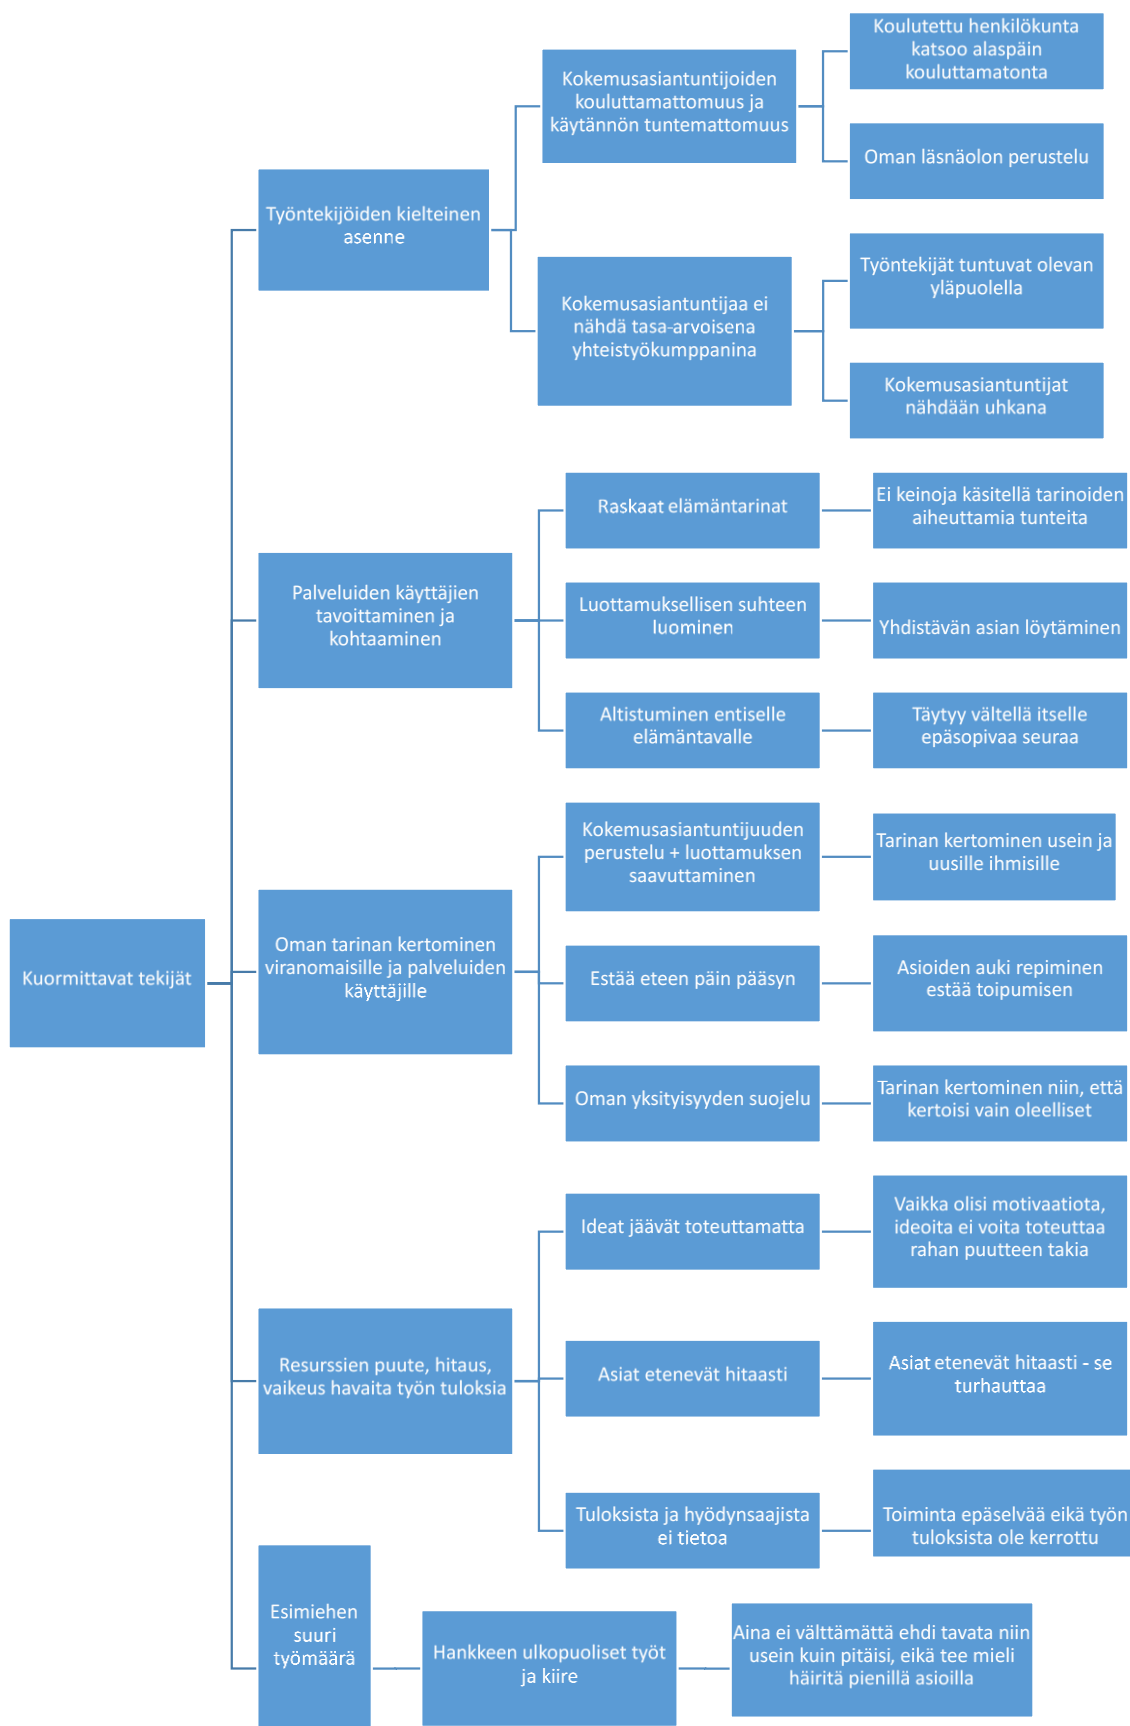 Kuormittavat tekijät
Työntekijöiden kielteinen
asenne
Kokemusasiantuntijoiden
kouluttamattomuus ja
käytännön tuntemattomuus
Koulutettu henkilökunta
katsoo alaspäin
kouluttamatonta
Oman läsnäolon perustelu
Kokemusasiantuntijaa ei
nähdä tasa-arvoisena
yhteistyökumppanina
Työntekijät tuntuvat olevan
yläpuolella
Kokemusasiantuntijat
nähdään uhkana
Palveluiden käyttäjien
tavoittaminen ja
kohtaaminen
Raskaat elämäntarinat
Ei keinoja käsitellä tarinoiden
aiheuttamia tunteita
Luottamuksellisen suhteen
luominen
Yhdistävän asian löytäminen
Altistuminen entiselle
elämäntavalle
Täytyy vältellä itselle
epäsopivaa seuraa
Oman tarinan kertominen
viranomaisille ja palveluiden
käyttäjille
Kokemusasiantuntijuuden
perustelu + luottamuksen
saavuttaminen
Tarinan kertominen usein ja
uusille ihmisille
Estää eteen päin pääsyn
Asioiden auki repiminen
estää toipumisen
Oman yksityisyyden suojelu
Tarinan kertominen niin, että
kertoisi vain oleelliset
Resurssien puute, hitaus,
vaikeus havaita työn tuloksia
Ideat jäävät toteuttamatta
Vaikka olisi motivaatiota,
ideoita ei voita toteuttaa
rahan puutteen takia
Asiat etenevät hitaasti
Asiat etenevät hitaasti - se
turhauttaa
Tuloksista ja hyödynsaajista
ei tietoa
Toiminta epäselvää eikä työn
tuloksista ole kerrottu
Esimiehen
suuri
työmäärä
Hankkeen ulkopuoliset työt
ja kiire
Aina ei välttämättä ehdi tavata niin
usein kuin pitäisi, eikä tee mieli
häiritä pienillä asioilla